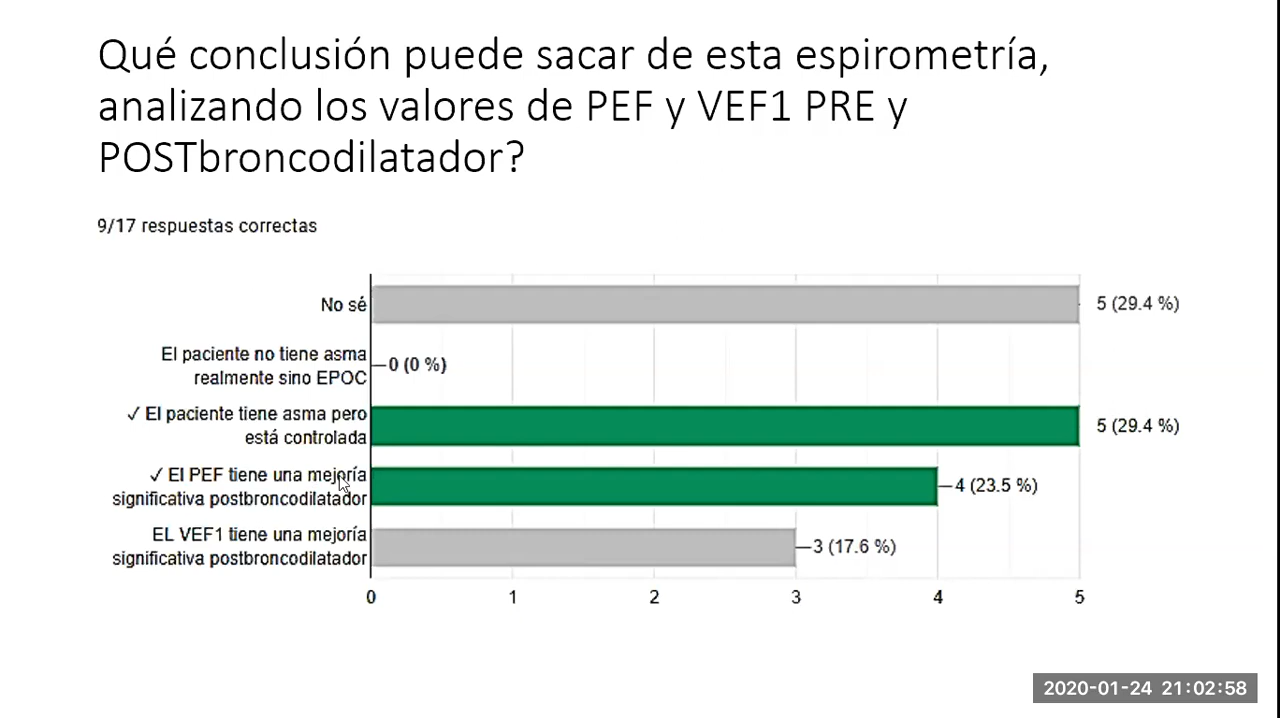 Qué conclusión puede sacar de esta espirometría,
analizando los valores de PEF y VEF1 PRE y
POSTbroncodilatador?
9/17 respuestas correctas
No sé
5 (29.4 %)
El paciente no tiene asma
realmente sino EPOC
0 (0 %)
✓ El paciente tiene asma pero
está controlada
5 (29.4 %)
✓ El PEF tiene una mejoría
significativa postbroncodilatador
4 (23.5 %)
EL VEF1 tiene una mejoría
significativa postbroncodilatador
3 (17.6 %)
0 1 2 3 4 5
2020-01-24 21:02:58